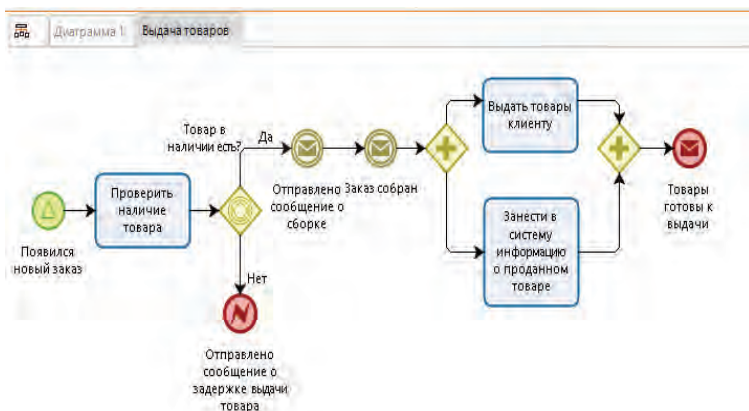 Диаграмма 1
Выдача товаров
Появился
новый заказ
Проверить
наличие
товара
Товар в
наличии есть?
Да
Нет
Отправлено
сообщение о
задержке выдачи
товара
Отправлено
сообщение о
сборке
Заказ собран
Выдать товары
клиенту
Занести в
систему
информацию
о проданном
товаре
Товары
готовы к
выдачи